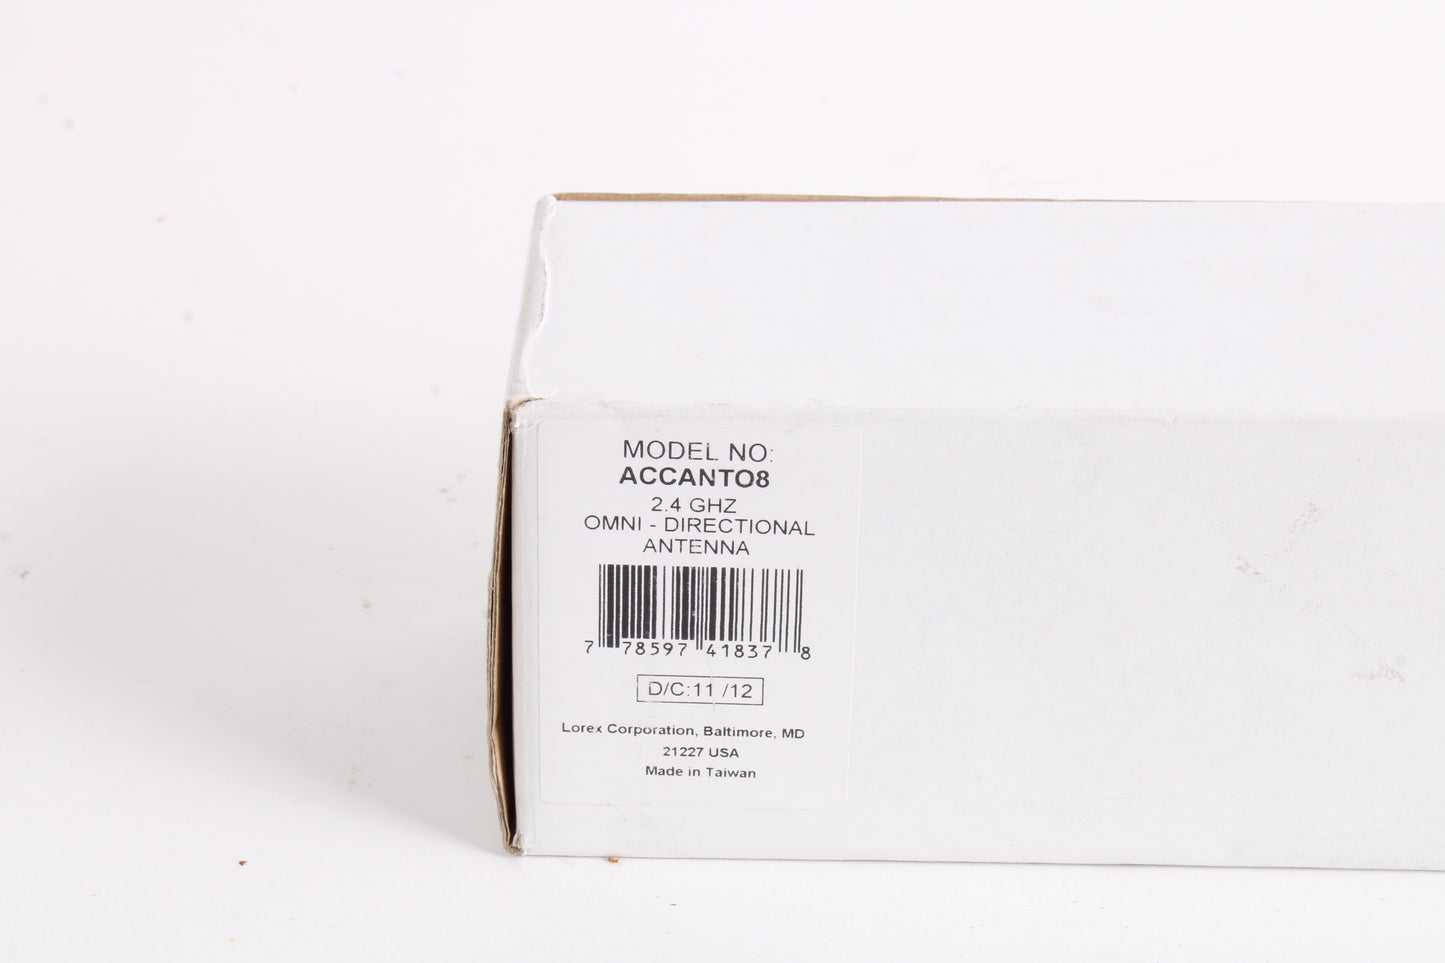 MODEL NO:
ACCANTO8
2.4 GHZ
OMNI - DIRECTIONAL
ANTENNA
7 78597 41837 8
D/C:11 /12
Lorex Corporation, Baltimore, MD
21227 USA
Made in Taiwan